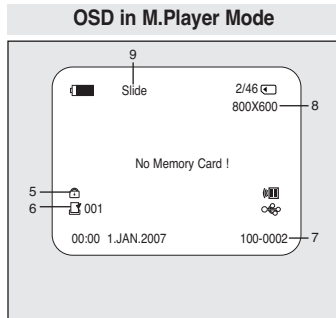 OSD in M.Player Mode
9
Slide 2/46
800X600 8
No Memory Card !
5
6 001
00:00 1.JAN.2007 100-0002 7